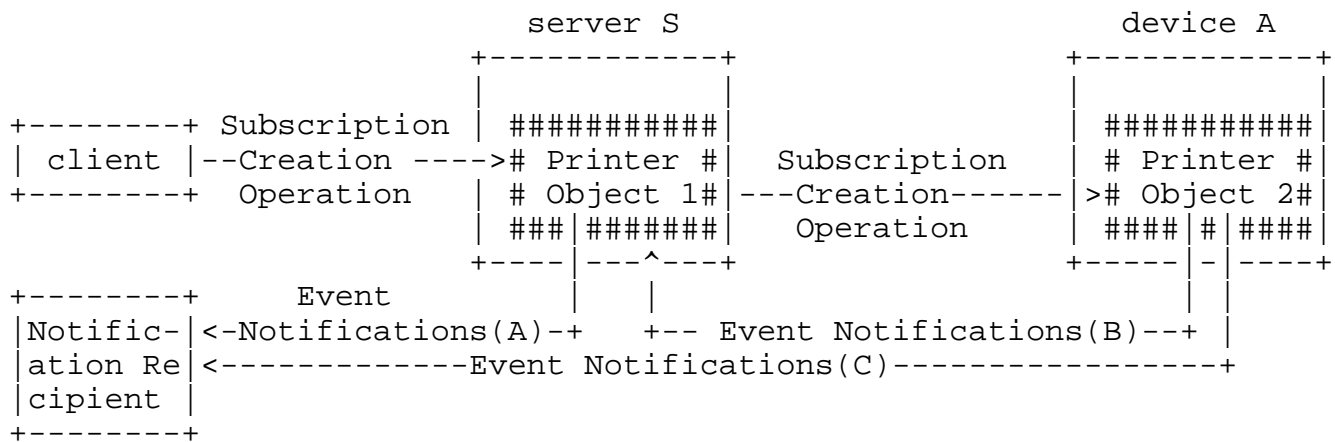 server S                      device A
+------------+                    +------------+
|            |                    |            |
+--------+ Subscription | ###########|                    | ###########|
| client |--Creation ----># Printer #|  Subscription      | # Printer #|
+--------+  Operation   | # Object 1#|---Creation------|># Object 2#|
| ###|#######|   Operation     | ####|#|####|
+----|---^---+                 +-----|-|----+
+--------+     Event         |   |                           | |
|Notific-|<-Notifications(A)-+   +-- Event Notifications(B)--+ |
|ation Re|<-------------Event Notifications(C)-----------------+
|cipient |
+--------+